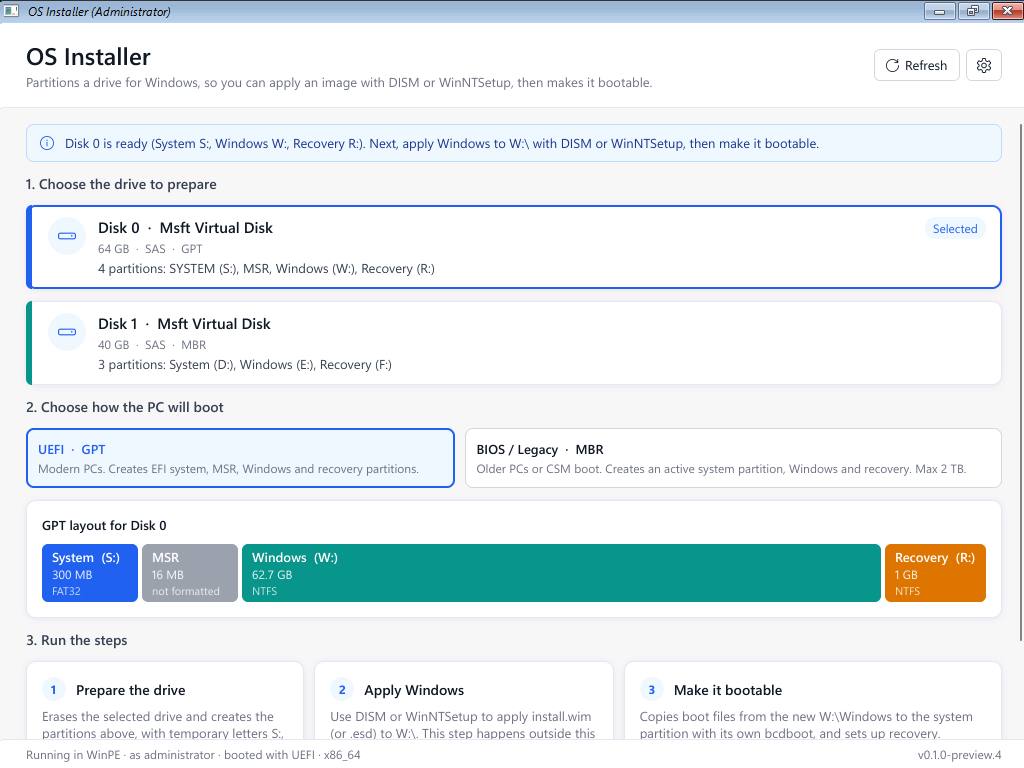 OS Installer (Administrator)
OS Installer
Partitions a drive for Windows, so you can apply an image with DISM or WinNTSetup, then makes it bootable.
Refresh
Disk 0 is ready (System S:, Windows W:, Recovery R:). Next, apply Windows to W:\ with DISM or WinNTSetup, then make it bootable.
1. Choose the drive to prepare
Disk 0 · Msft Virtual Disk
Selected
64 GB · SAS · GPT
4 partitions: SYSTEM (S:), MSR, Windows (W:), Recovery (R:)
Disk 1 · Msft Virtual Disk
40 GB · SAS · MBR
3 partitions: System (D:), Windows (E:), Recovery (F:)
2. Choose how the PC will boot
UEFI · GPT
Modern PCs. Creates EFI system, MSR, Windows and recovery partitions.
BIOS / Legacy · MBR
Older PCs or CSM boot. Creates an active system partition, Windows and recovery. Max 2 TB.
GPT layout for Disk 0
System (S:)
300 MB
FAT32
MSR
16 MB
not formatted
Windows (W:)
62.7 GB
NTFS
Recovery (R:)
1 GB
NTFS
3. Run the steps
1 Prepare the drive
Erases the selected drive and creates the
partitions above, with temporary letters S:,
2 Apply Windows
Use DISM or WinNTSetup to apply install.wim
(or .esd) to W:\. This step happens outside this
3 Make it bootable
Copies boot files from the new W:\Windows to the system
partition with its own bcdboot, and sets up recovery.
Running in WinPE · as administrator · booted with UEFI · x86_64
v0.1.0-preview.4